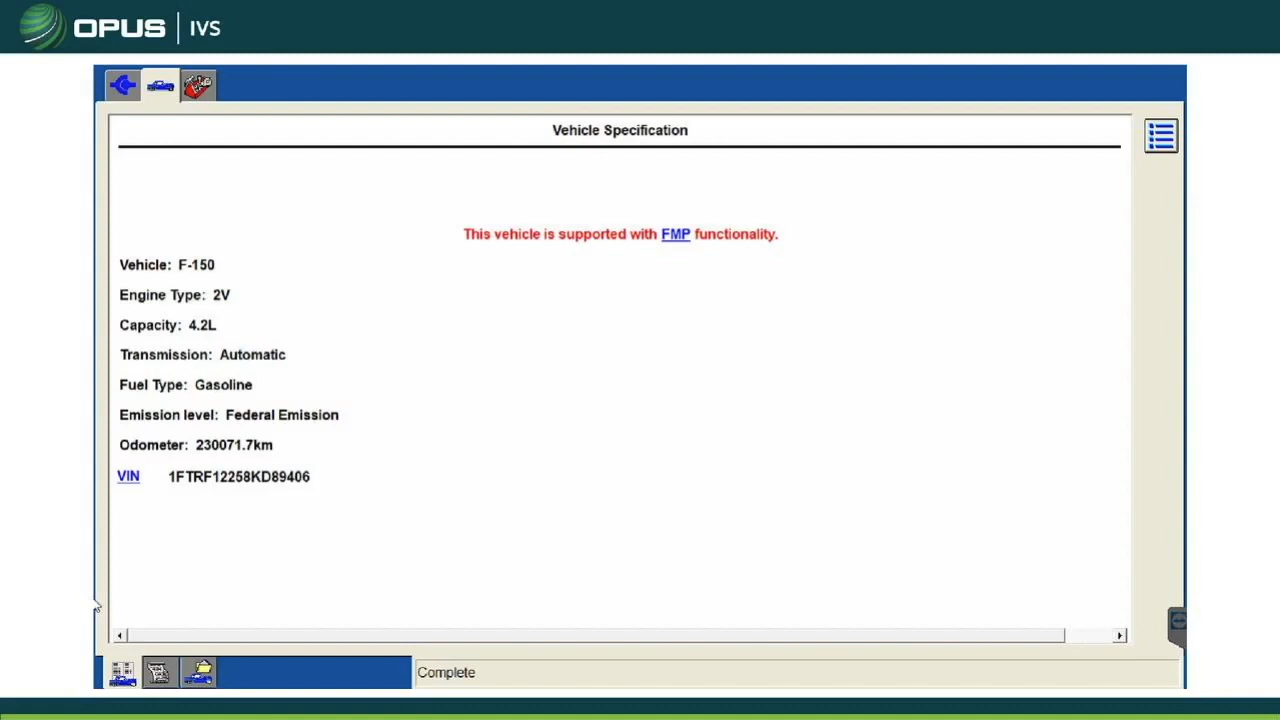 OPUS IVS
Vehicle Specification
This vehicle is supported with FMP functionality.
Vehicle: F-150
Engine Type: 2V
Capacity: 4.2L
Transmission: Automatic
Fuel Type: Gasoline
Emission level: Federal Emission
Odometer: 230071.7km
VIN 1FTRF12258KD89406
Complete